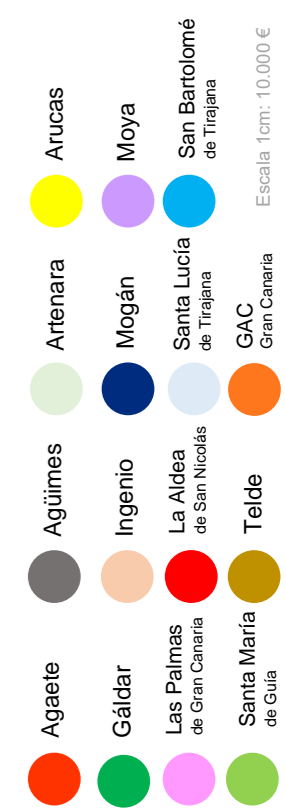 Agaete
Agüimes
Artenara
Arucas
Gáldar
Ingenio
Mogán
Moya
Las Palmas
de Gran Canaria
La Aldea
de San Nicolás
Santa Lucía
de Tirajana
San Bartolomé
de Tirajana
Santa María
de Guía
Telde
GAC
Gran Canaria
Escala 1cm: 10.000 €